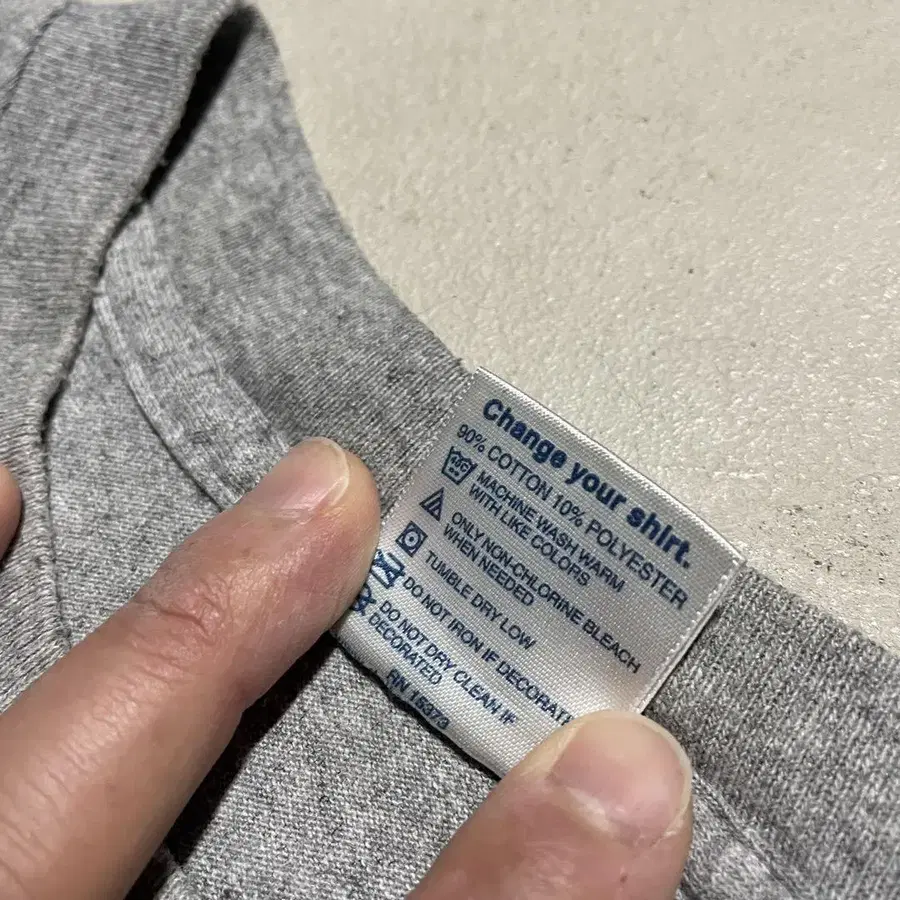 Change your shirt.
90% COTTON 10% POLYESTER
MACHINE WASH WARM
WITH LIKE COLORS
ONLY NON-CHLORINE BLEACH
WHEN NEEDED
TUMBLE DRY LOW
DO NOT IRON IF DECORAT
DO NOT DRY CLEAN IF
DECORATED
RN 15373